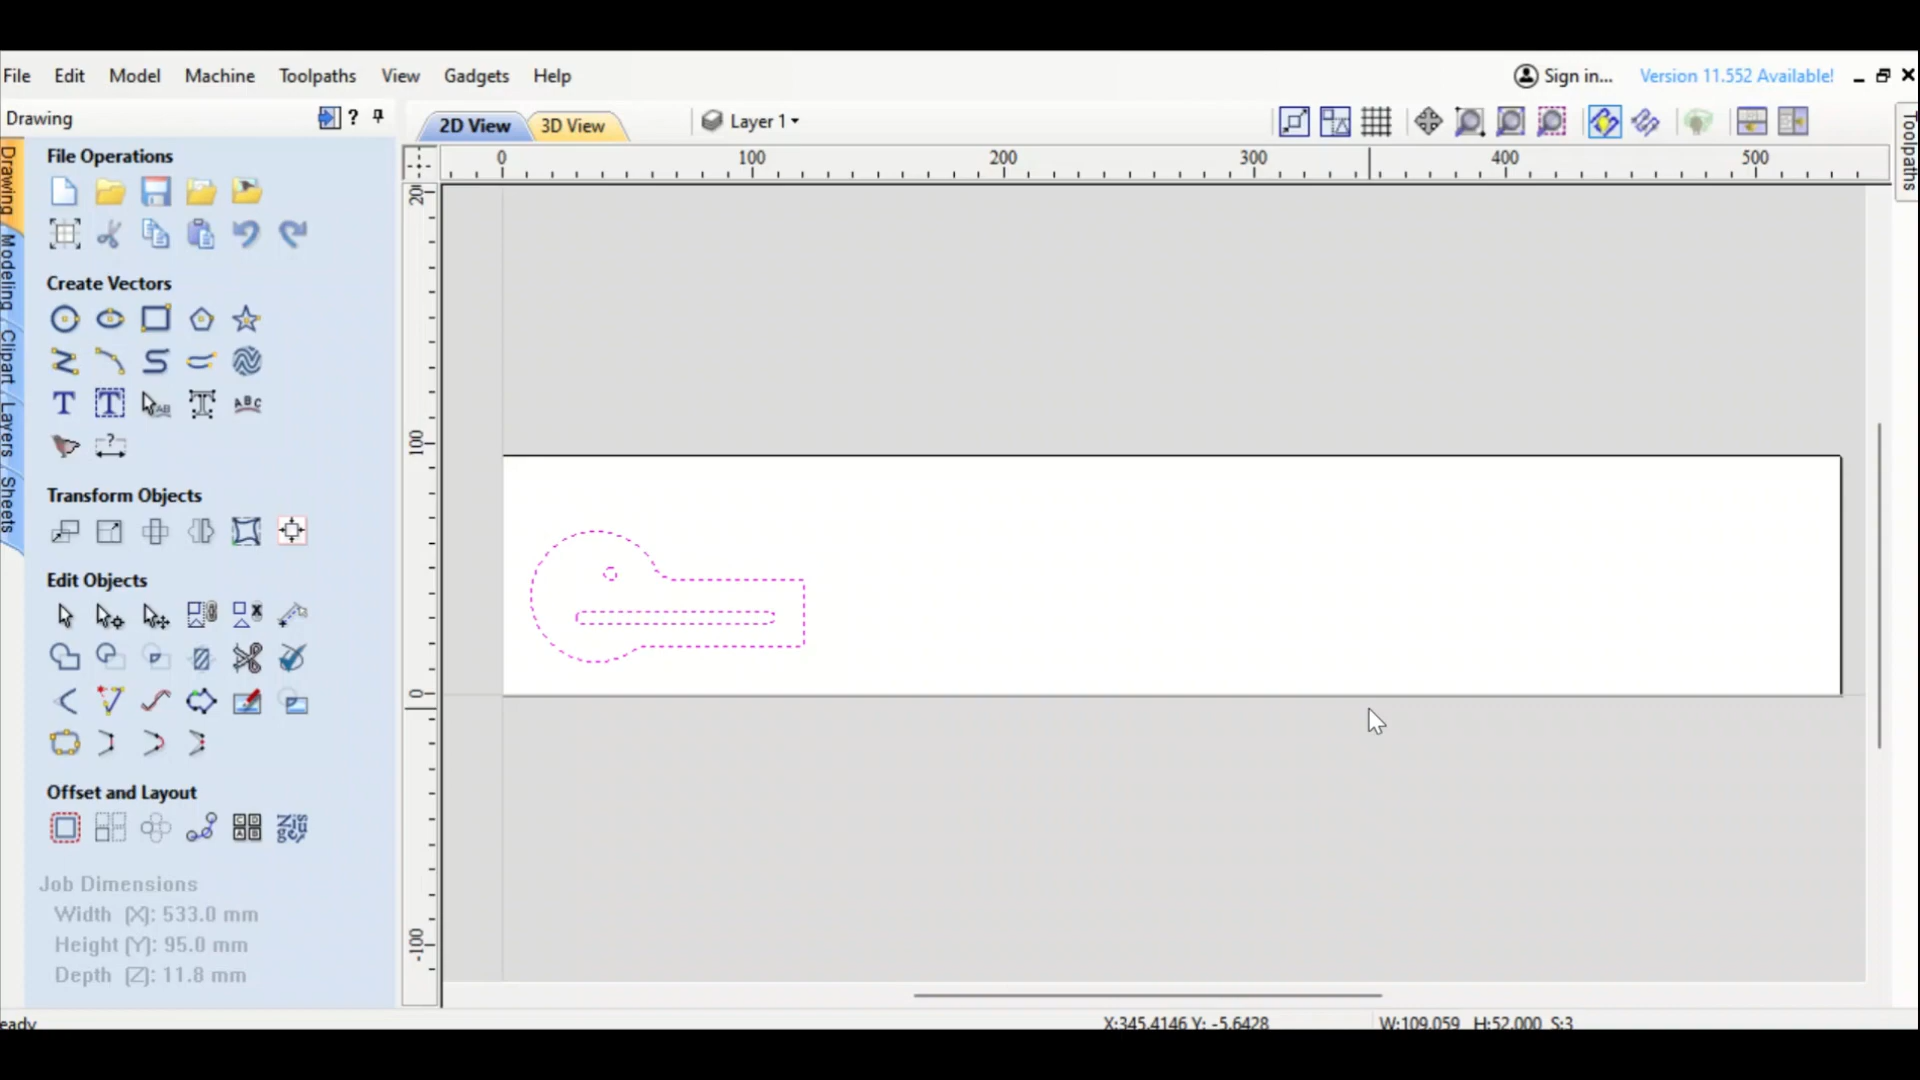 File Edit Model Machine Toolpaths View Gadgets Help Sign in... Version 11.552 Available!
Drawing ?
2D View 3D View Layer 1
Toolpaths
Drawing
Modeling
Clipart
Layers
Sheets
File Operations
Create Vectors
T T AB T ABC
?
Transform Objects
Edit Objects
Offset and Layout
Job Dimensions
Width (X): 533.0 mm
Height (Y): 95.0 mm
Depth (Z): 11.8 mm
0 100 200 300 400 500
20
100
0
-100
eady X:345.4146 Y: -5.6428 W:109.059 H:52.000 S:3